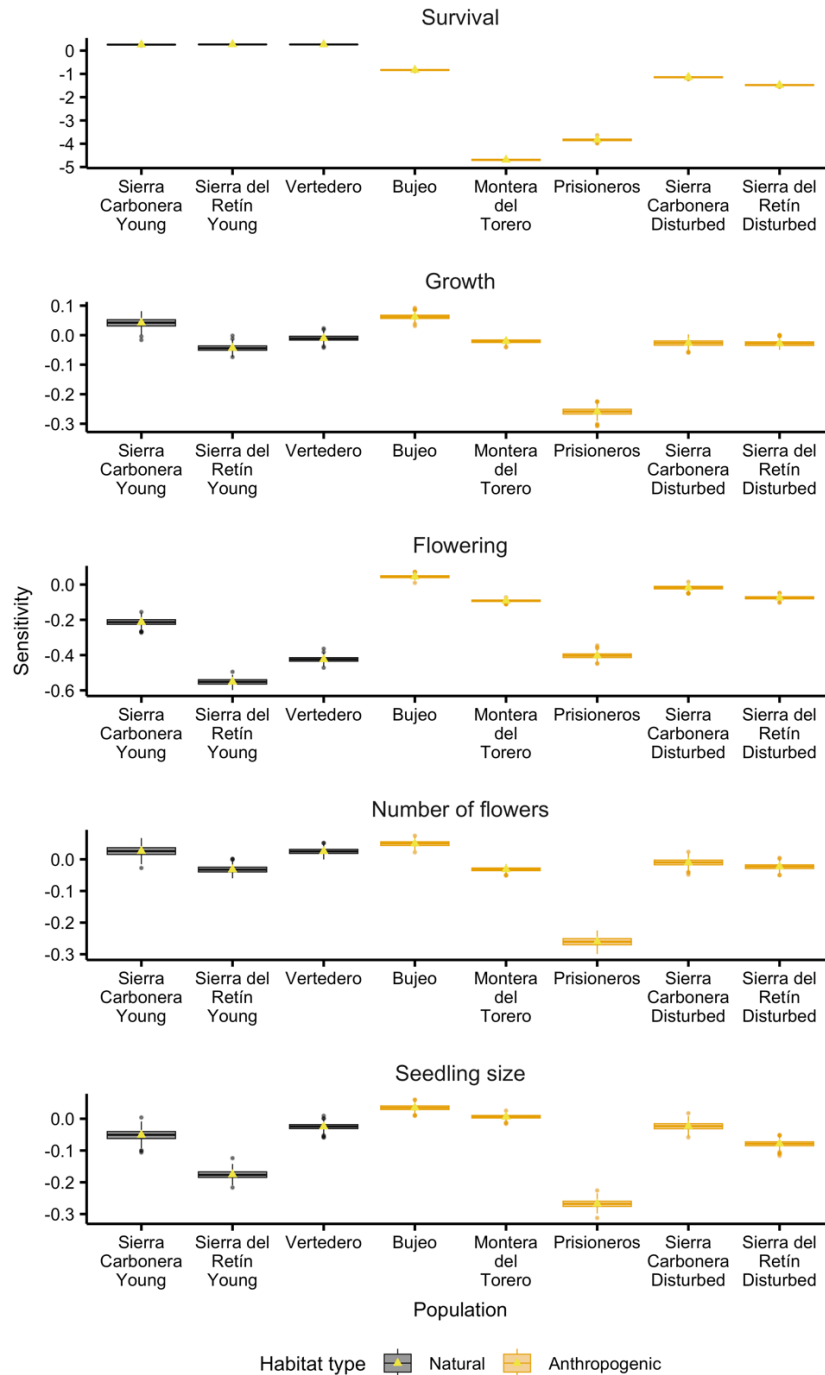 Survival
0
-1
-2
-3
-4
-5
Sierra Carbonera Young
Sierra del Retín Young
Vertedero
Bujeo
Montera del Torero
Prisioneros
Sierra Carbonera Disturbed
Sierra del Retín Disturbed
Growth
0.1
0.0
-0.1
-0.2
-0.3
Sierra Carbonera Young
Sierra del Retín Young
Vertedero
Bujeo
Montera del Torero
Prisioneros
Sierra Carbonera Disturbed
Sierra del Retín Disturbed
Sensitivity
Flowering
0.0
-0.2
-0.4
-0.6
Sierra Carbonera Young
Sierra del Retín Young
Vertedero
Bujeo
Montera del Torero
Prisioneros
Sierra Carbonera Disturbed
Sierra del Retín Disturbed
Number of flowers
0.0
-0.1
-0.2
-0.3
Sierra Carbonera Young
Sierra del Retín Young
Vertedero
Bujeo
Montera del Torero
Prisioneros
Sierra Carbonera Disturbed
Sierra del Retín Disturbed
Seedling size
0.0
-0.1
-0.2
-0.3
Sierra Carbonera Young
Sierra del Retín Young
Vertedero
Bujeo
Montera del Torero
Prisioneros
Sierra Carbonera Disturbed
Sierra del Retín Disturbed
Population
Habitat type Natural Anthropogenic